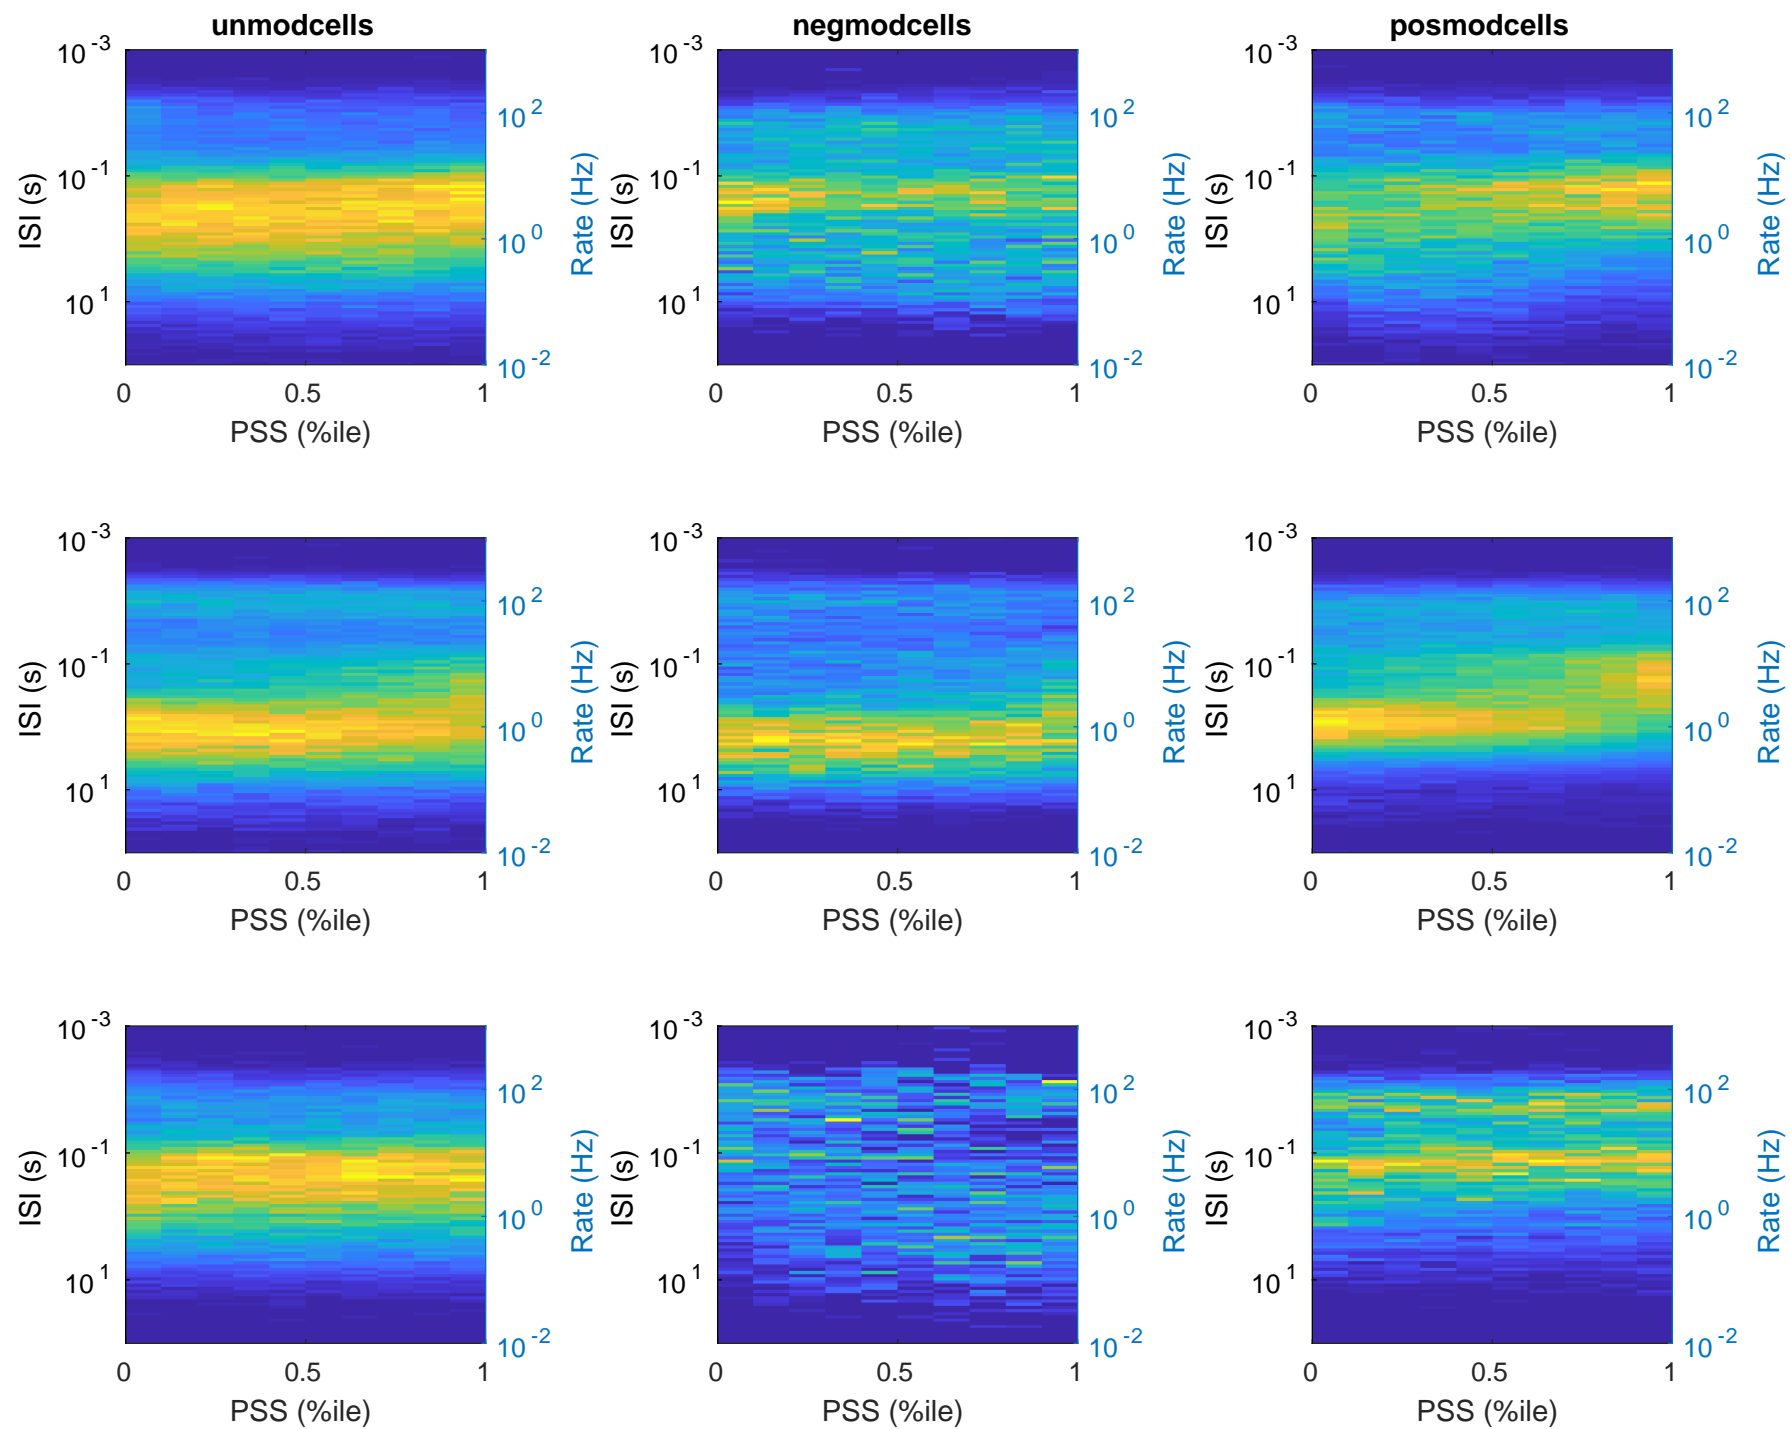 unmodcells negmodcells posmodcells
10^-3 10^-3 10^-3
10^2 10^2 10^2
10^-1 10^-1 10^-1
ISI (s) Rate (Hz) ISI (s) Rate (Hz) ISI (s) Rate (Hz)
10^0 10^0 10^0
10^1 10^1 10^1
10^-2 10^-2 10^-2
0 0.5 1 0 0.5 1 0 0.5 1
PSS (%ile) PSS (%ile) PSS (%ile)
10^-3 10^-3 10^-3
10^2 10^2 10^2
10^-1 10^-1 10^-1
ISI (s) Rate (Hz) ISI (s) Rate (Hz) ISI (s) Rate (Hz)
10^0 10^0 10^0
10^1 10^1 10^1
10^-2 10^-2 10^-2
0 0.5 1 0 0.5 1 0 0.5 1
PSS (%ile) PSS (%ile) PSS (%ile)
10^-3 10^-3 10^-3
10^2 10^2 10^2
10^-1 10^-1 10^-1
ISI (s) Rate (Hz) ISI (s) Rate (Hz) ISI (s) Rate (Hz)
10^0 10^0 10^0
10^1 10^1 10^1
10^-2 10^-2 10^-2
0 0.5 1 0 0.5 1 0 0.5 1
PSS (%ile) PSS (%ile) PSS (%ile)